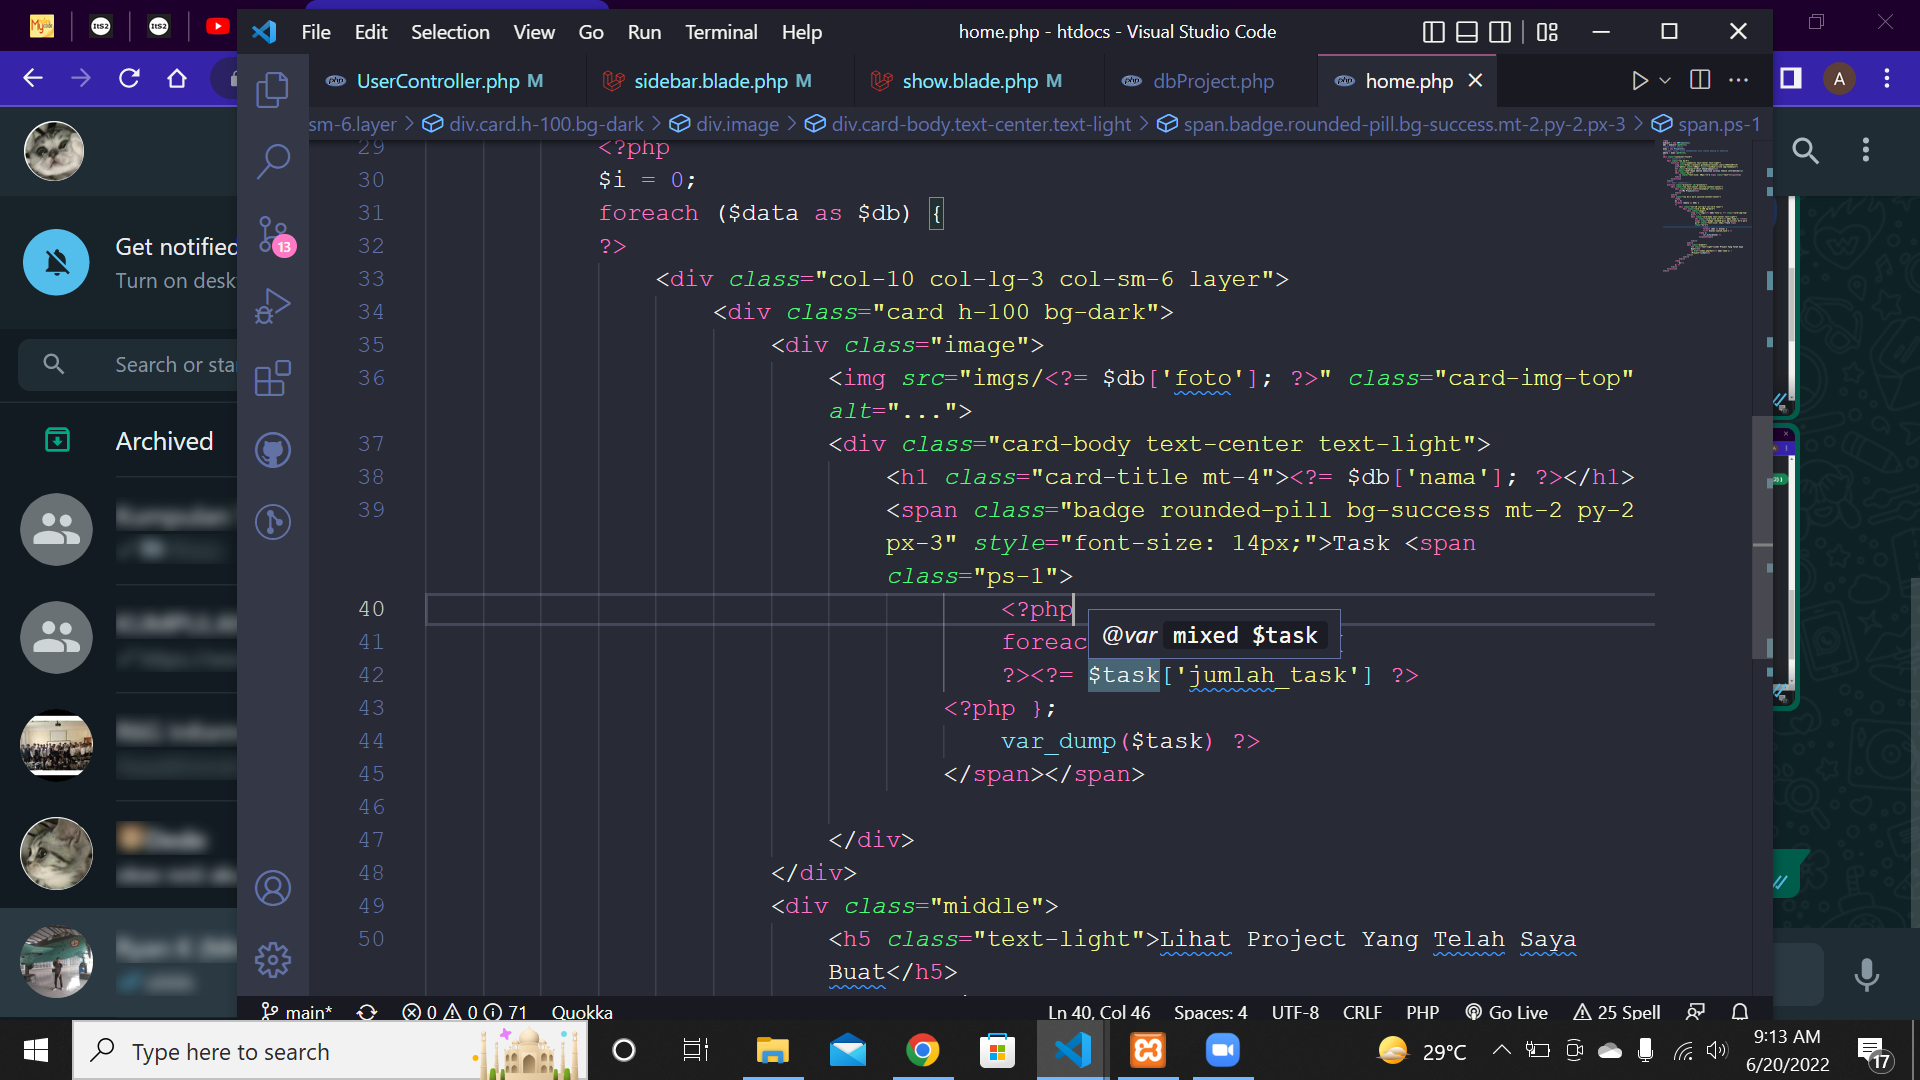 My
ItS2
ItS2
File Edit Selection View Go Run Terminal Help
home.php - htdocs - Visual Studio Code
UserController.php M
sidebar.blade.php M
show.blade.php M
dbProject.php
home.php
A
sm-6.layer > div.card.h-100.bg-dark > div.image > div.card-body.text-center.text-light > span.badge.rounded-pill.bg-success.mt-2.py-2.px-3 > span.ps-1
29 <?php
30 $i = 0;
31 foreach ($data as $db) {
32 ?>
33 <div class="col-10 col-lg-3 col-sm-6 layer">
34 <div class="card h-100 bg-dark">
35 <div class="image">
36 <img src="imgs/<?= $db['foto']; ?>" class="card-img-top"
alt="...">
37 <div class="card-body text-center text-light">
38 <h1 class="card-title mt-4"><?= $db['nama']; ?></h1>
39 <span class="badge rounded-pill bg-success mt-2 py-2
px-3" style="font-size: 14px;">Task <span
class="ps-1">
40 <?php
@var mixed $task
41 foreac
42 ?><?= $task['jumlah_task'] ?>
43 <?php };
44 var_dump($task) ?>
45 </span></span>
46
47 </div>
48 </div>
49 <div class="middle">
50 <h5 class="text-light">Lihat Project Yang Telah Saya
Buat</h5>
13
Get notified
Turn on desk
Search or star
Archived
main* 0 0 71 Quokka
Ln 40, Col 46 Spaces: 4 UTF-8 CRLF PHP Go Live 25 Spell
Type here to search
29°C
9:13 AM
6/20/2022
17